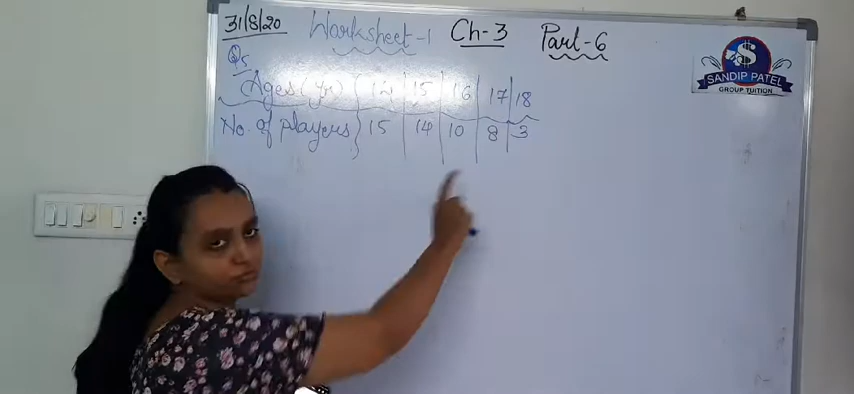 31/8/20 Worksheet-1 Ch-3 Part-6
Q5
Ages (yr) 15 16 17 18
No. of players 15 14 10 8 3
S
SANDIP PATEL
GROUP TUITION